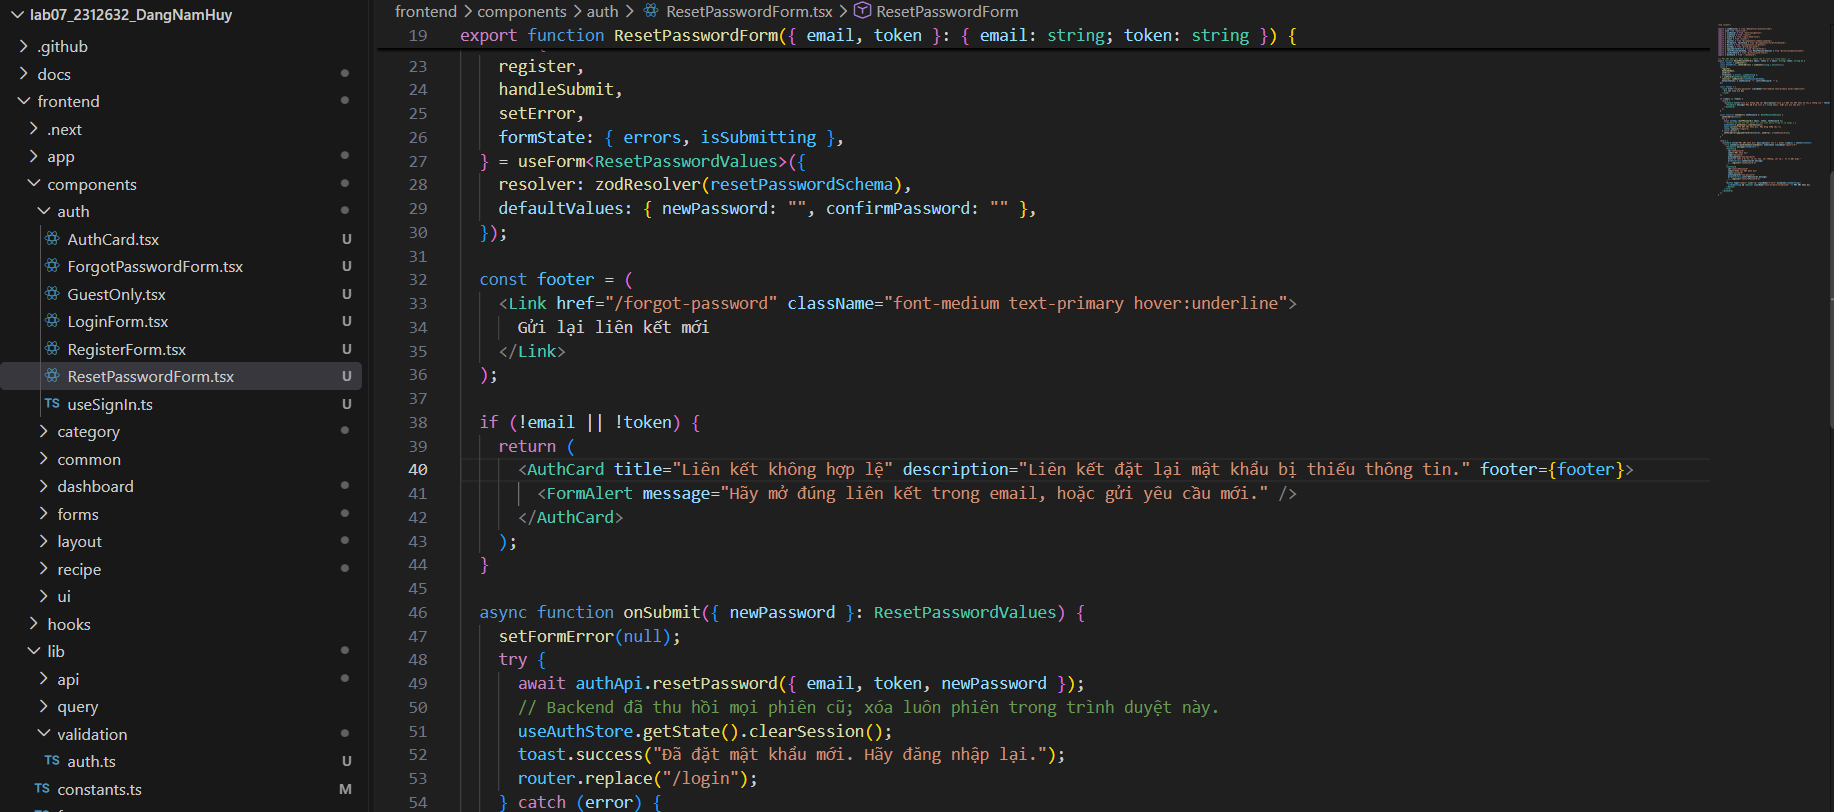 lab07_2312632_DangNamHuy
.github
docs
frontend
.next
app
components
auth
AuthCard.tsx U
ForgotPasswordForm.tsx U
GuestOnly.tsx U
LoginForm.tsx U
RegisterForm.tsx U
ResetPasswordForm.tsx U
TS useSignIn.ts U
category
common
dashboard
forms
layout
recipe
ui
hooks
lib
api
query
validation
TS auth.ts U
TS constants.ts M
frontend > components > auth > ResetPasswordForm.tsx > ResetPasswordForm
19 export function ResetPasswordForm({ email, token }: { email: string; token: string }) {
23 register,
24 handleSubmit,
25 setError,
26 formState: { errors, isSubmitting },
27 } = useForm<ResetPasswordValues>({
28 resolver: zodResolver(resetPasswordSchema),
29 defaultValues: { newPassword: "", confirmPassword: "" },
30 });
31
32 const footer = (
33 <Link href="/forgot-password" className="font-medium text-primary hover:underline">
34 Gửi lại liên kết mới
35 </Link>
36 );
37
38 if (!email || !token) {
39 return (
40 <AuthCard title="Liên kết không hợp lệ" description="Liên kết đặt lại mật khẩu bị thiếu thông tin." footer={footer}>
41 <FormAlert message="Hãy mở đúng liên kết trong email, hoặc gửi yêu cầu mới." />
42 </AuthCard>
43 );
44 }
45
46 async function onSubmit({ newPassword }: ResetPasswordValues) {
47 setFormError(null);
48 try {
49 await authApi.resetPassword({ email, token, newPassword });
50 // Backend đã thu hồi mọi phiên cũ; xóa luôn phiên trong trình duyệt này.
51 useAuthStore.getState().clearSession();
52 toast.success("Đã đặt mật khẩu mới. Hãy đăng nhập lại.");
53 router.replace("/login");
54 } catch (error) {